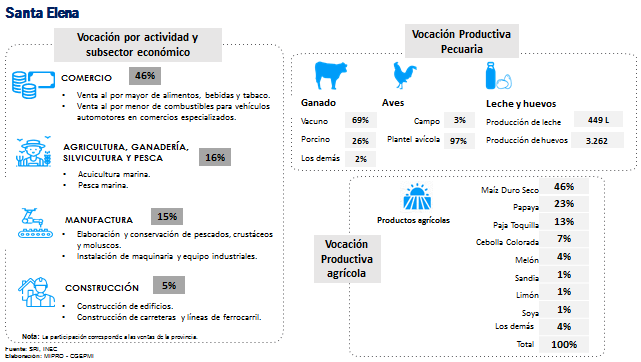 Santa Elena
Vocación por actividad y
subsector económico
COMERCIO 46%
• Venta al por mayor de alimentos, bebidas y tabaco.
• Venta al por menor de combustibles para vehículos
automotores en comercios especializados.
AGRICULTURA, GANADERÍA,
SILVICULTURA Y PESCA 16%
• Acuicultura marina.
• Pesca marina.
MANUFACTURA 15%
• Elaboración y conservación de pescados, crustáceos
y moluscos.
• Instalación de maquinaria y equipo industriales.
CONSTRUCCIÓN 5%
• Construcción de edificios.
• Construcción de carreteras y líneas de ferrocarril.
Nota: La participación corresponde a las ventas de la provincia.
Fuente: SRI, INEC
Elaboración: MIPRO - CGEPMI
Vocación Productiva
Pecuaria
Ganado
Vacuno 69%
Porcino 26%
Los demás 2%
Aves
Campo 3%
Plantel avícola 97%
Leche y huevos
Producción de leche 449 L
Producción de huevos 3.262
Vocación
Productiva
agrícola
Productos agrícolas
Maíz Duro Seco 46%
Papaya 23%
Paja Toquilla 13%
Cebolla Colorada 7%
Melón 4%
Sandia 1%
Limón 1%
Soya 1%
Los demás 4%
Total 100%